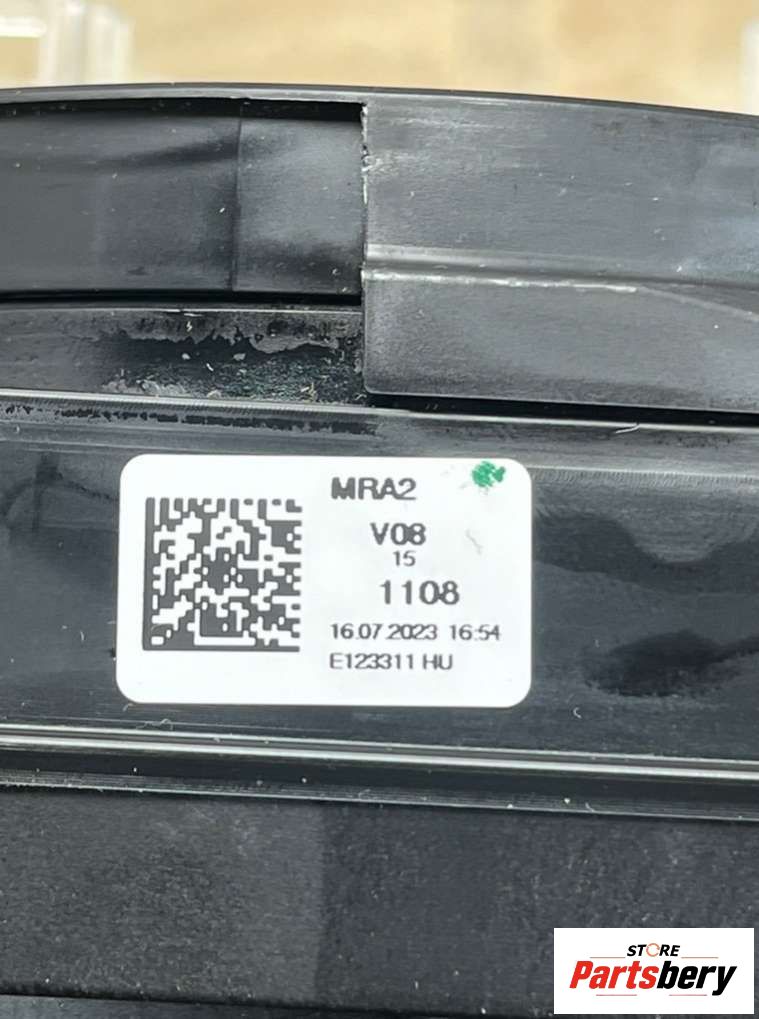 MRA2
V08
15
1108
16.07.2023 16:54
E123311 HU
STORE
Partsbery